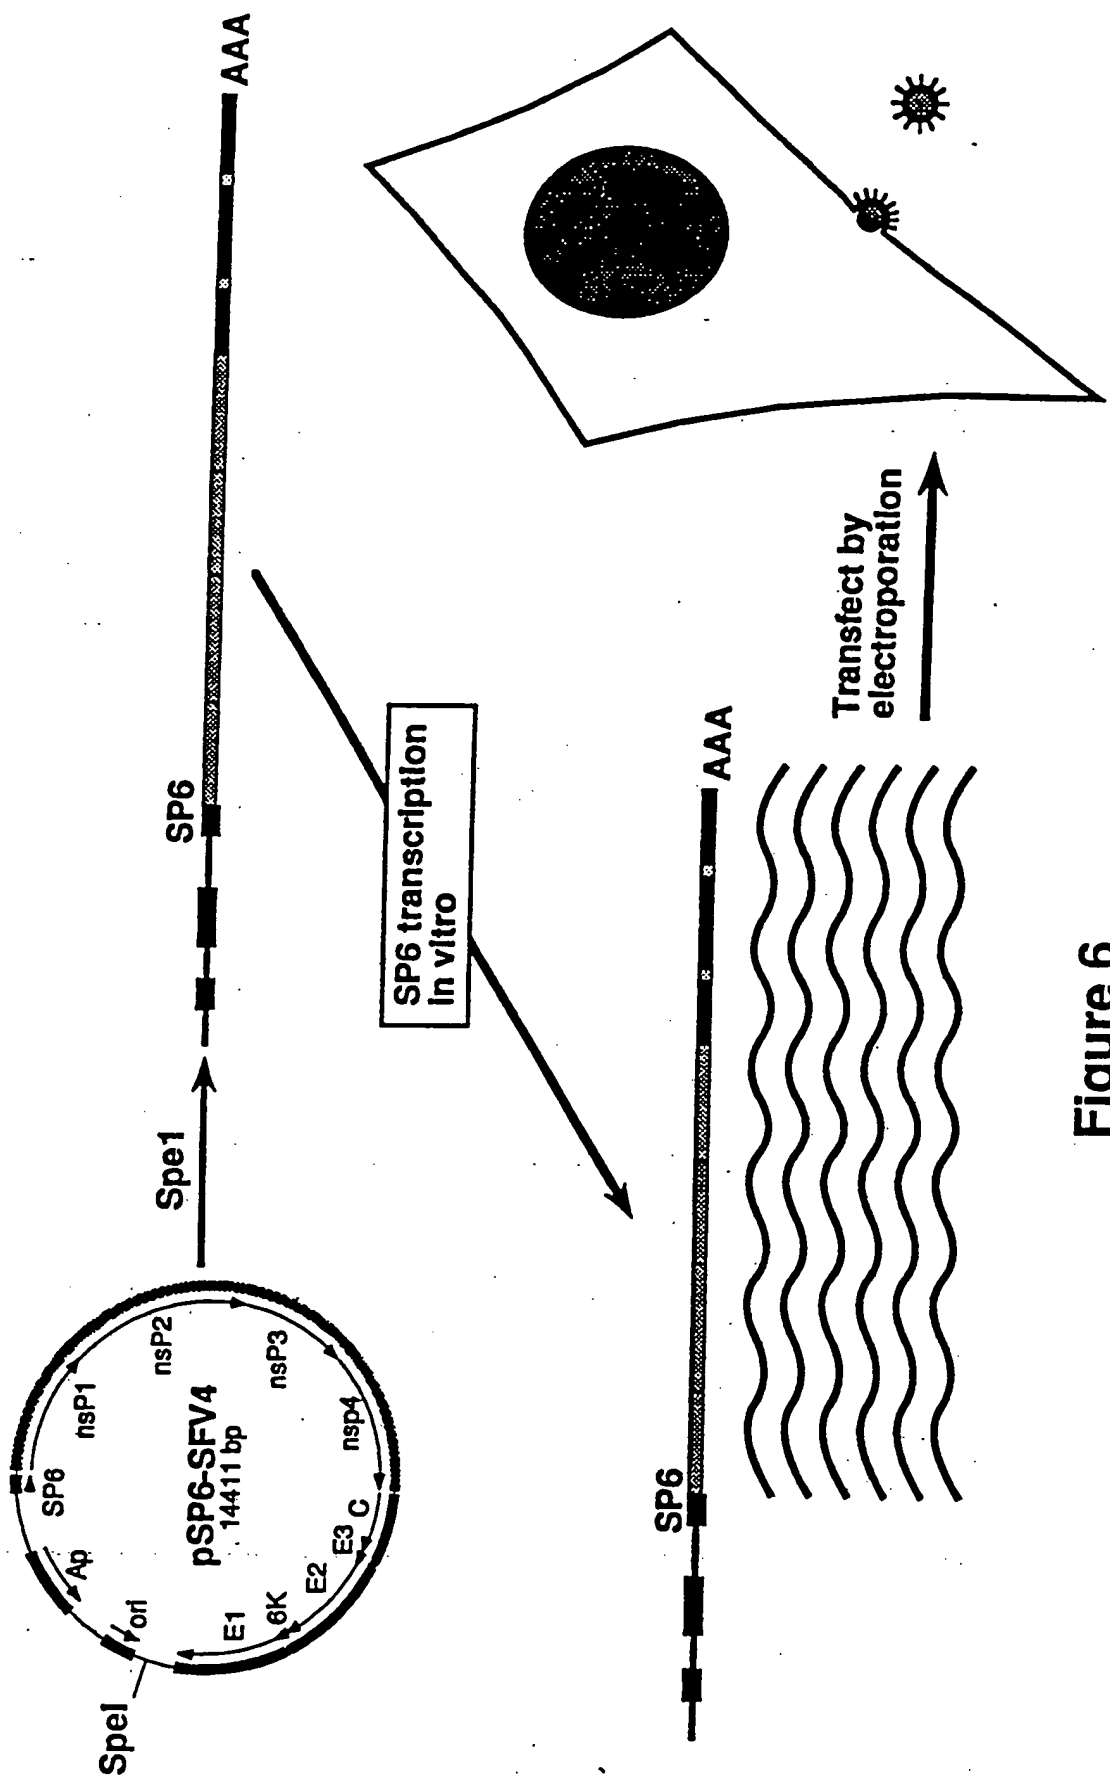 SpeI
ori
Ap
SP6
nsP1
nsP2
nsP3
nsp4
C
E3
E2
6K
E1
pSP6-SFV4
14411 bp
Spe1
SP6
AAA
SP6 transcription
in vitro
SP6
AAA
Transfect by
electroporation
Figure 6